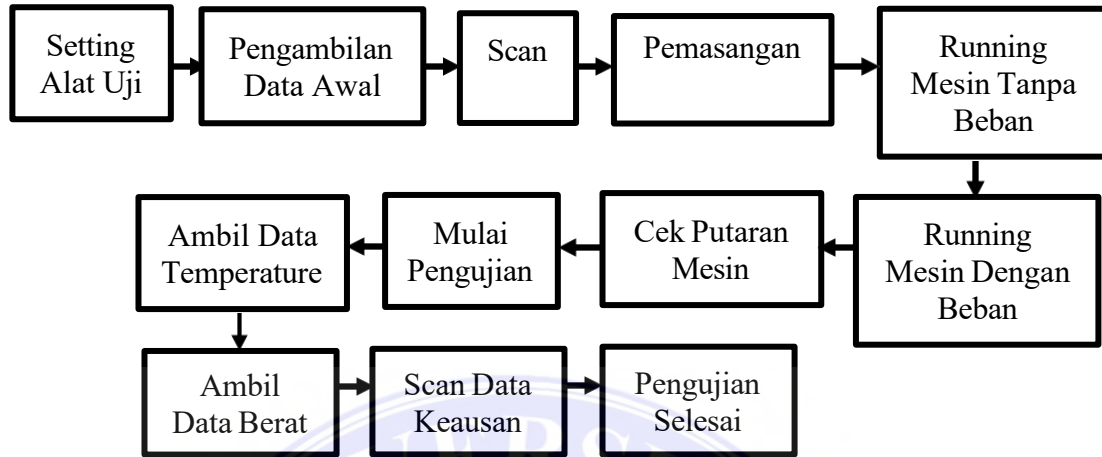 Setting
Alat Uji
Pengambilan
Data Awal
Scan
Pemasangan
Running
Mesin Tanpa
Beban
Running
Mesin Dengan
Beban
Cek Putaran
Mesin
Mulai
Pengujian
Ambil Data
Temperature
Ambil
Data Berat
Scan Data
Keausan
Pengujian
Selesai